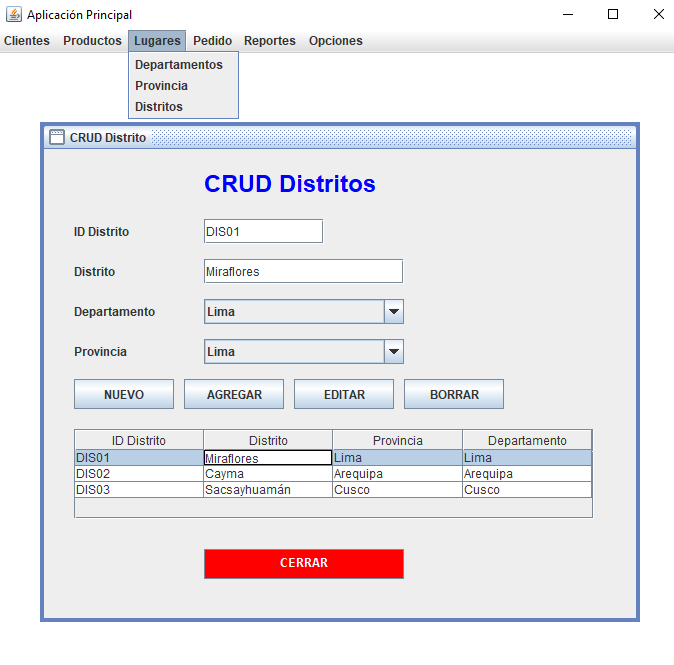 Aplicación Principal
Clientes Productos Lugares Pedido Reportes Opciones
Departamentos
Provincia
Distritos
CRUD Distrito
CRUD Distritos
ID Distrito DIS01
Distrito Miraflores
Departamento Lima
Provincia Lima
NUEVO AGREGAR EDITAR BORRAR
ID Distrito Distrito Provincia Departamento
DIS01 Miraflores Lima Lima
DIS02 Cayma Arequipa Arequipa
DIS03 Sacsayhuamán Cusco Cusco
CERRAR